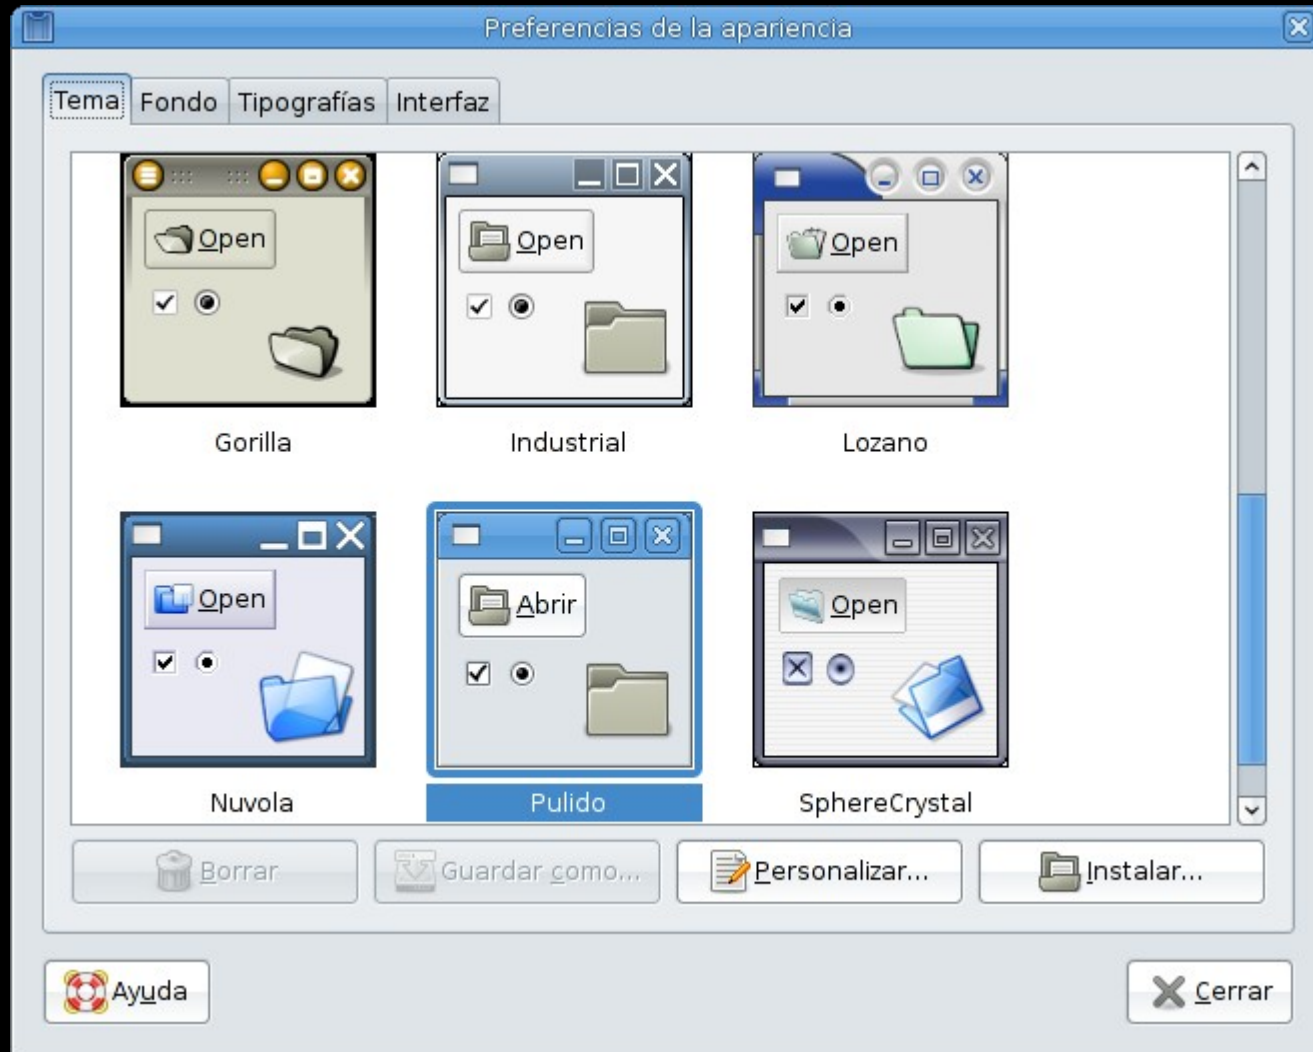 Preferencias de la apariencia
Tema Fondo Tipografías Interfaz
Open Open Open
Gorilla Industrial Lozano
Open Abrir Open
Nuvola Pulido SphereCrystal
Borrar Guardar como... Personalizar... Instalar...
Ayuda Cerrar